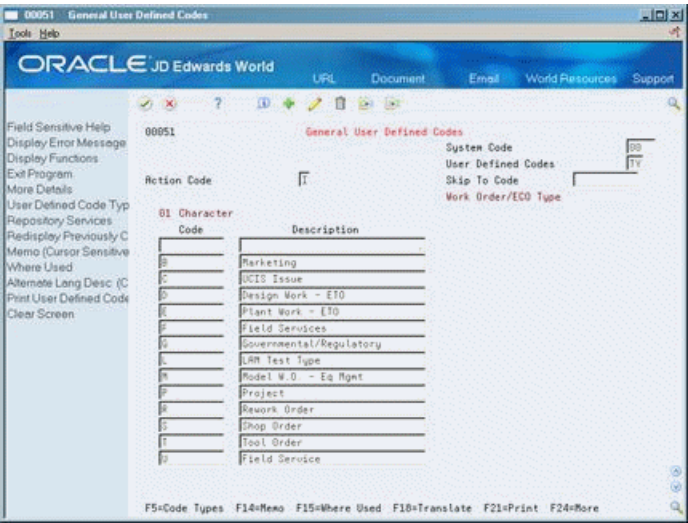 00051 General User Defined Codes
Tools Help
ORACLE JD Edwards World
URL Document Email World Resources Support
?
Field Sensitive Help
Display Error Message
Display Functions
Exit Program
More Details
User Defined Code Typ
Repository Services
Redisplay Previously C
Memo (Cursor Sensitive
Where Used
Alternate Lang Desc (C
Print User Defined Code
Clear Screen
00051 General User Defined Codes
System Code 00
User Defined Codes TY
Action Code I Skip To Code
Work Order/ECO Type
01 Character
Code Description
.
B Marketing
C UCIS Issue
D Design Work - ETO
E Plant Work - ETO
F Field Services
G Governmental/Regulatory
L LAM Test Type
M Model W.O. - Eq Mgmt
P Project
R Rework Order
S Shop Order
T Tool Order
Field Service
F5=Code Types F14=Memo F15=Where Used F18=Translate F21=Print F24=More